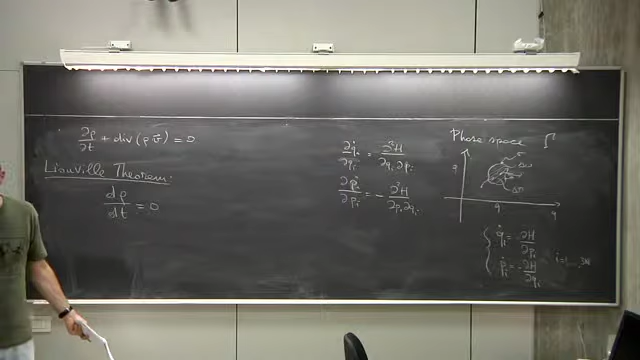 ∂ρ/∂t + div(ρ v⃗) = 0
Liouville Theorem:
dρ/dt = 0
∂q̇ᵢ/∂qᵢ = ∂²H/∂qᵢ∂pᵢ
∂ṗᵢ/∂pᵢ = - ∂²H/∂pᵢ∂qᵢ
Phase space Γ
q
q̇ᵢ = ∂H/∂pᵢ
ṗᵢ = -∂H/∂qᵢ